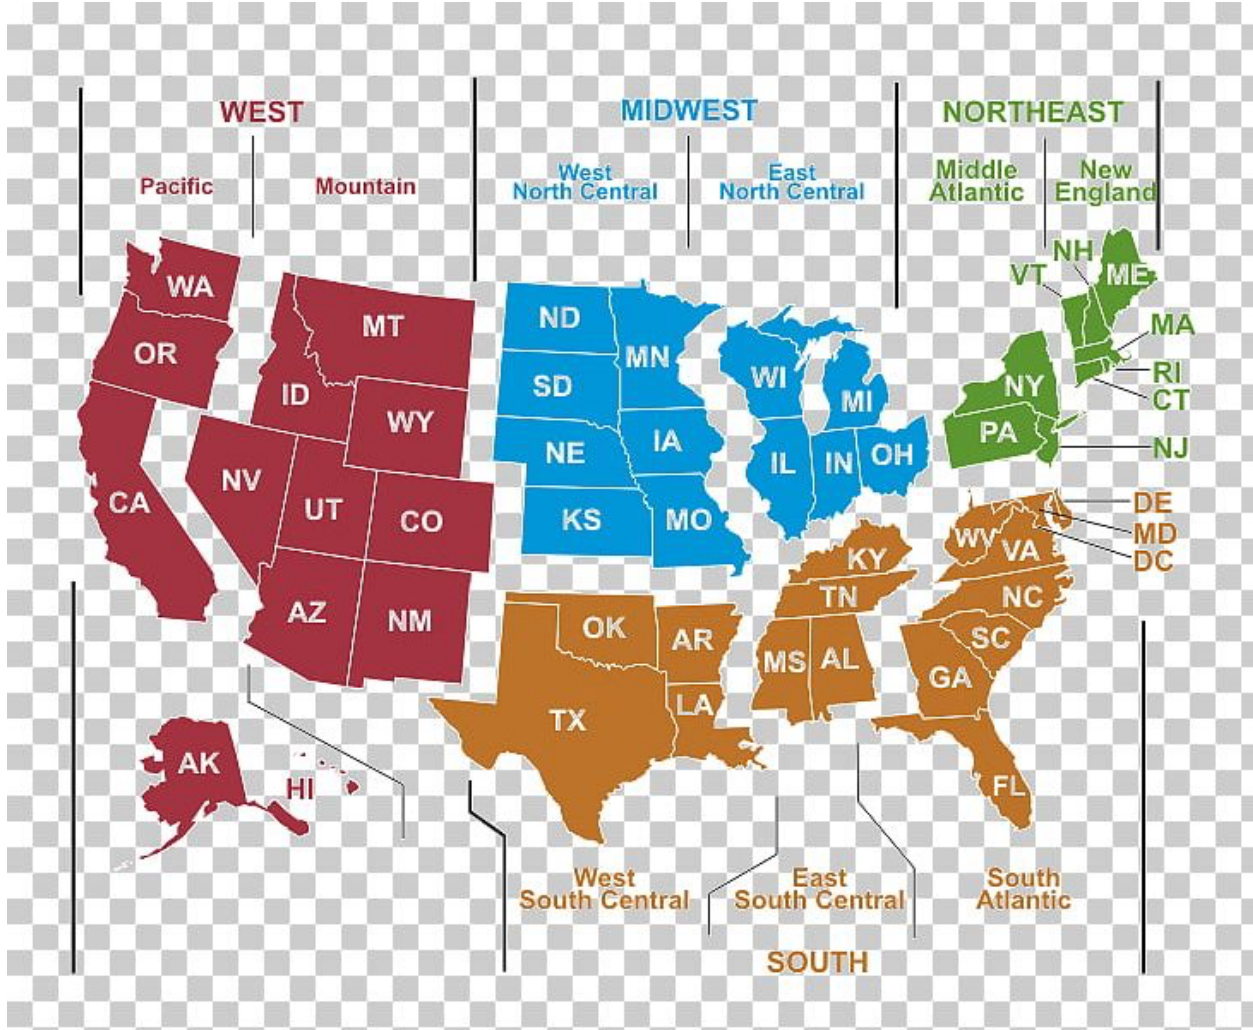 WEST
MIDWEST
NORTHEAST
Pacific
Mountain
West
North Central
East
North Central
Middle
Atlantic
New
England
WA
OR
CA
MT
ID
WY
NV
UT
CO
AZ
NM
AK
HI
ND
SD
NE
KS
MN
IA
MO
WI
MI
IL
IN
OH
NH
VT
ME
MA
RI
CT
NY
PA
NJ
DE
MD
DC
WV
VA
KY
TN
NC
SC
GA
FL
MS
AL
OK
AR
TX
LA
West
South Central
East
South Central
South
Atlantic
SOUTH